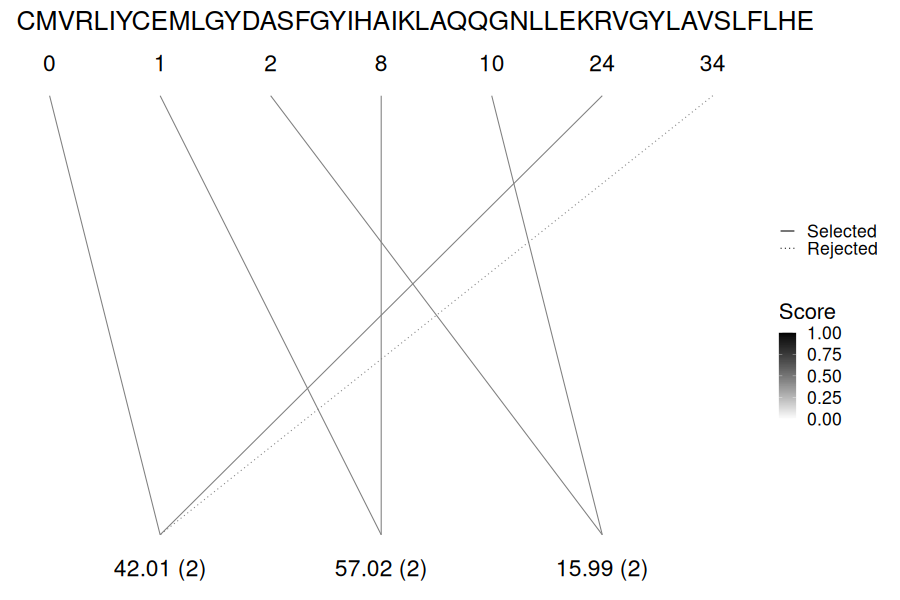 CMVRLIYCEMLGYDASFGYIHAIKLAQQGNLLEKRVGYLAVSLFLHE
0 1 2 8 10 24 34
Selected
Rejected
Score
1.00
0.75
0.50
0.25
0.00
42.01 (2) 57.02 (2) 15.99 (2)